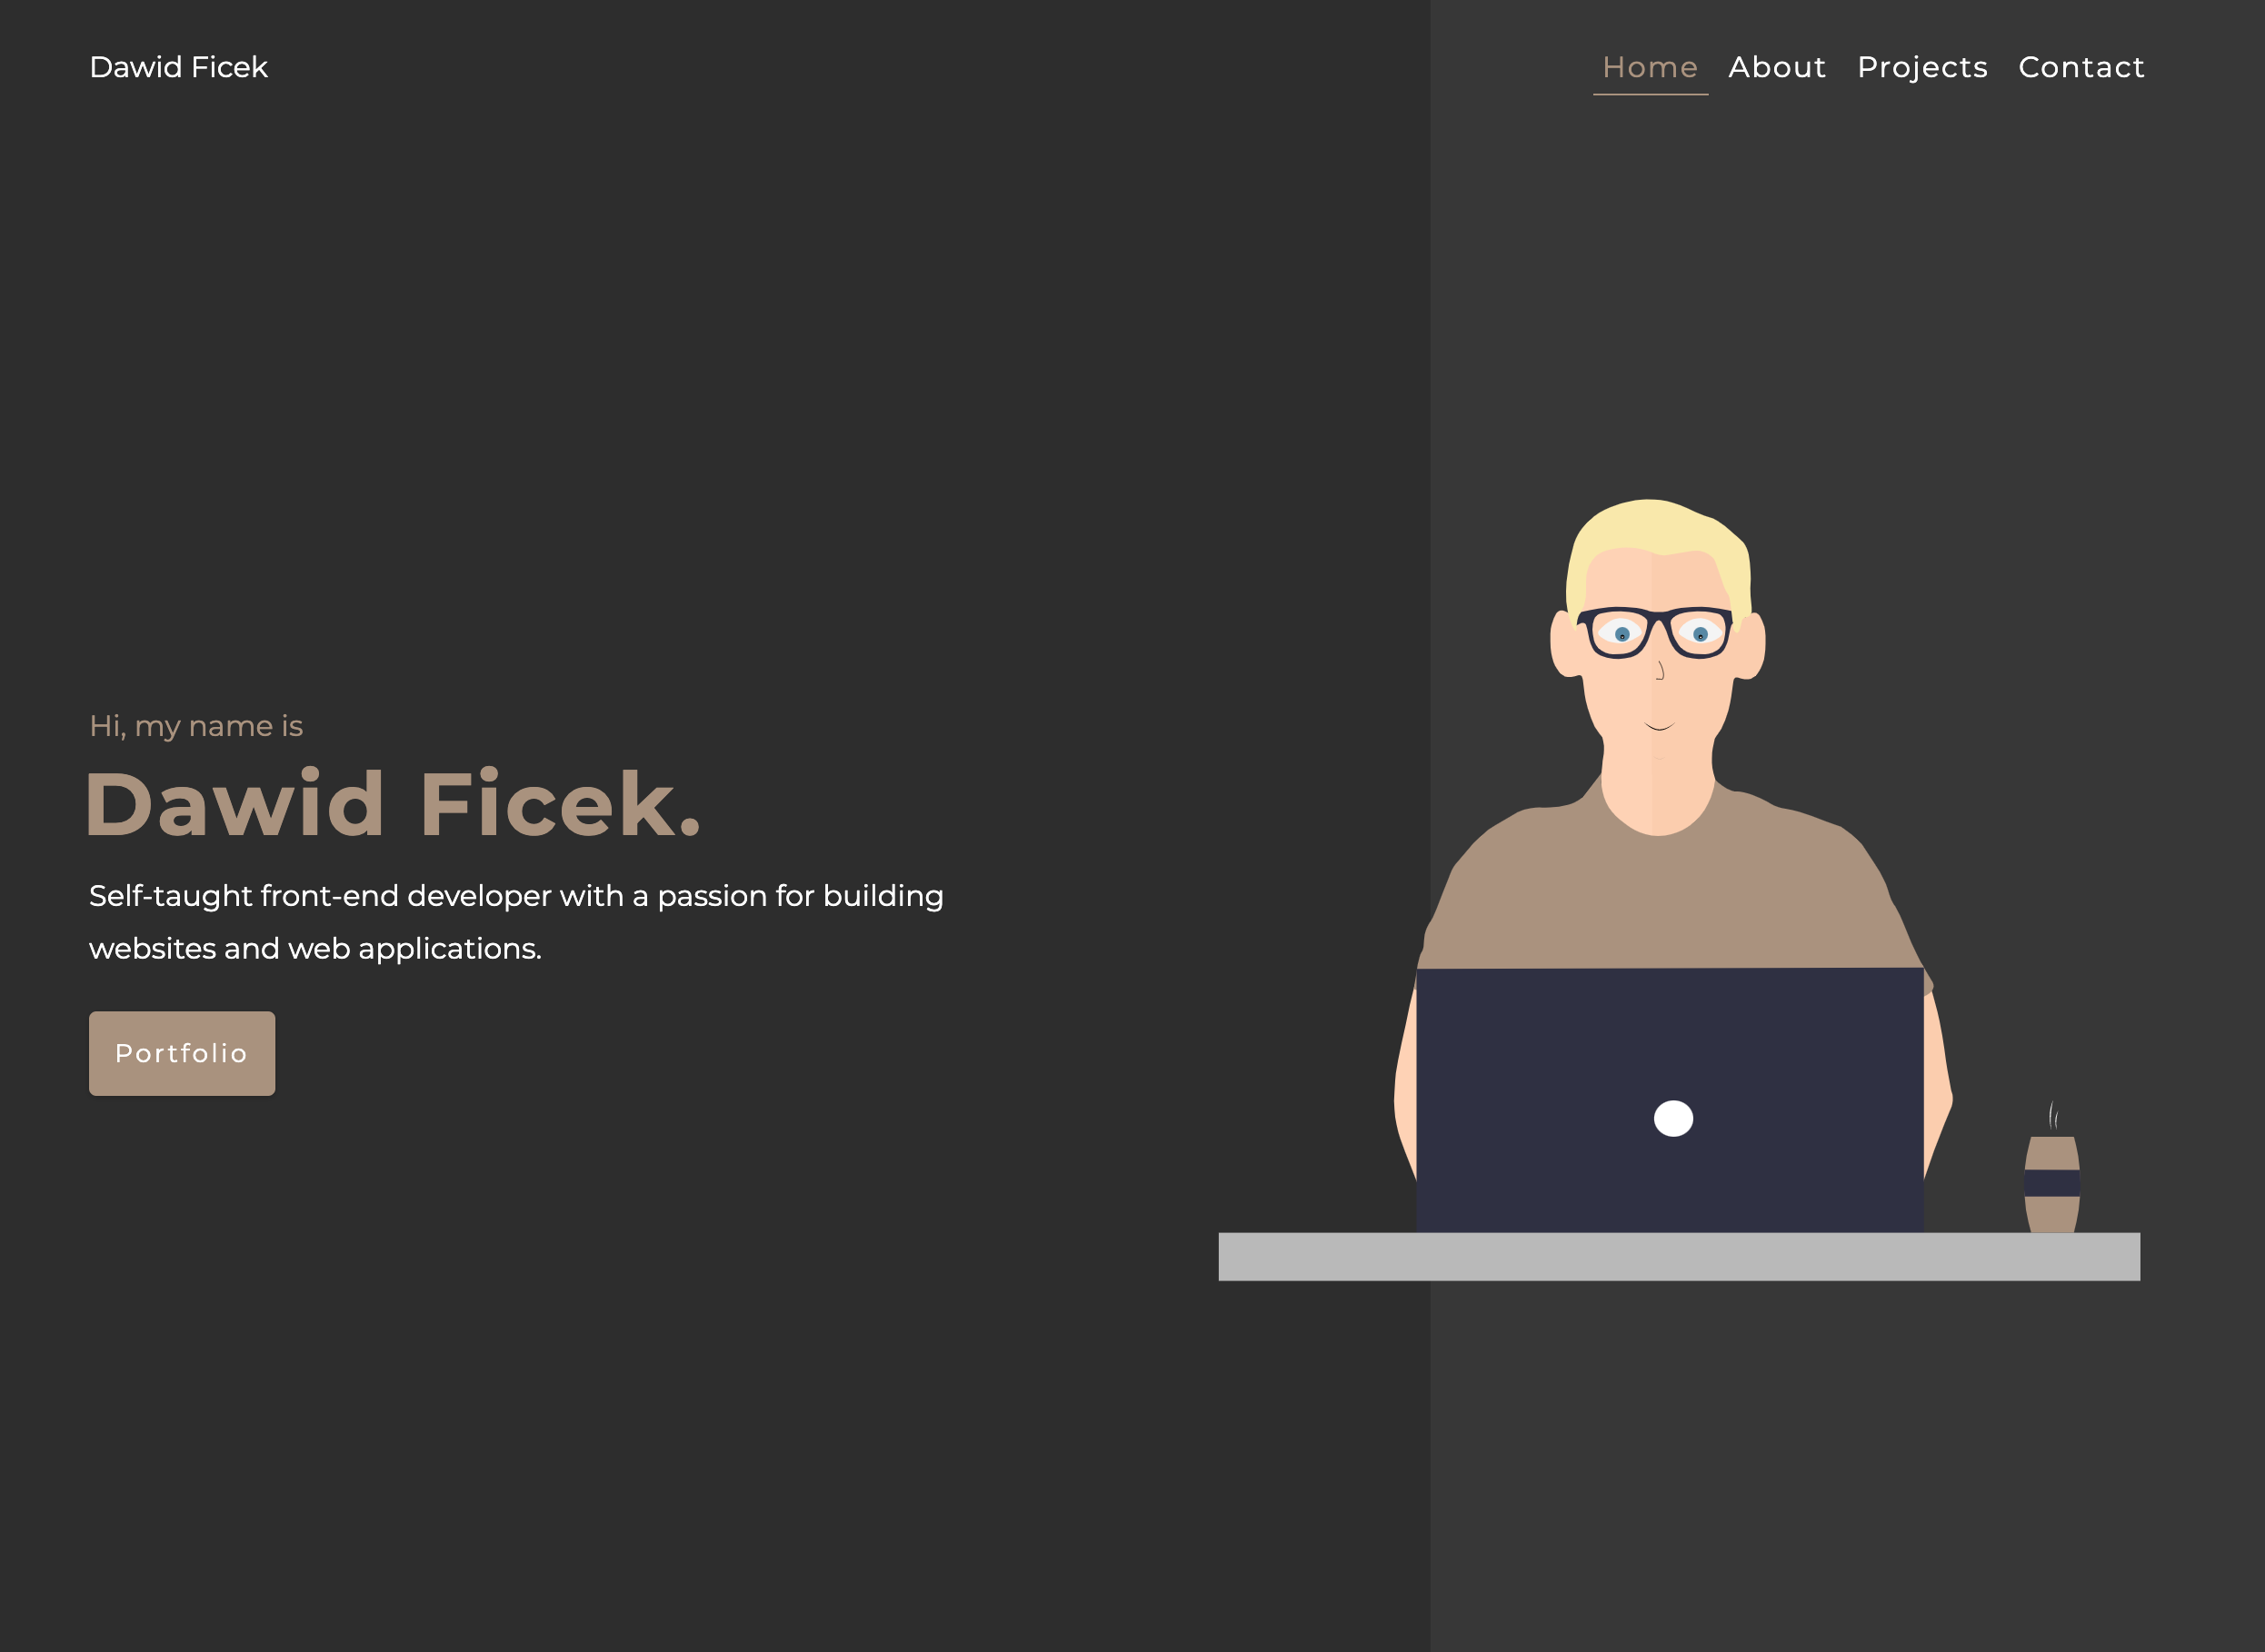 Dawid Ficek
Home About Projects Contact
Hi, my name is
Dawid Ficek.
Self-taught front-end developer with a passion for building
websites and web applications.
Portfolio